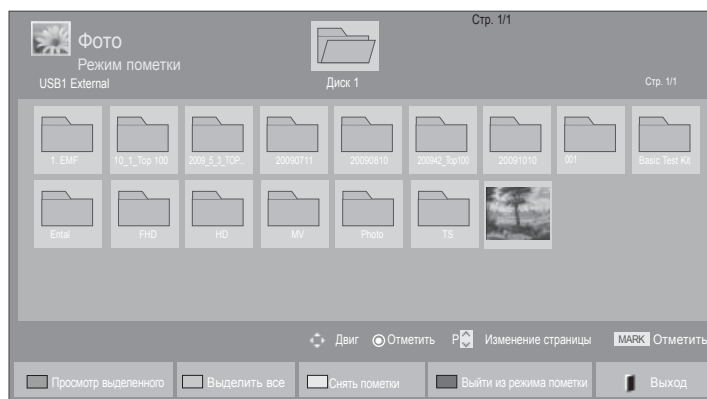 Стр. 1/1
Фото
Режим пометки
USB1 External
Диск 1
Стр. 1/1
1. EMF
10_1_Top 100
2009_5_3_TOP...
20090711
20090810
200942_Top100
20091010
001
Basic Test Kit
Ental
FHD
HD
MV
Photo
TS
Двиг
Отметить
P
Изменение страницы
MARK Отметить
Просмотр выделенного
Выделить все
Снять пометки
Выйти из режима пометки
Выход